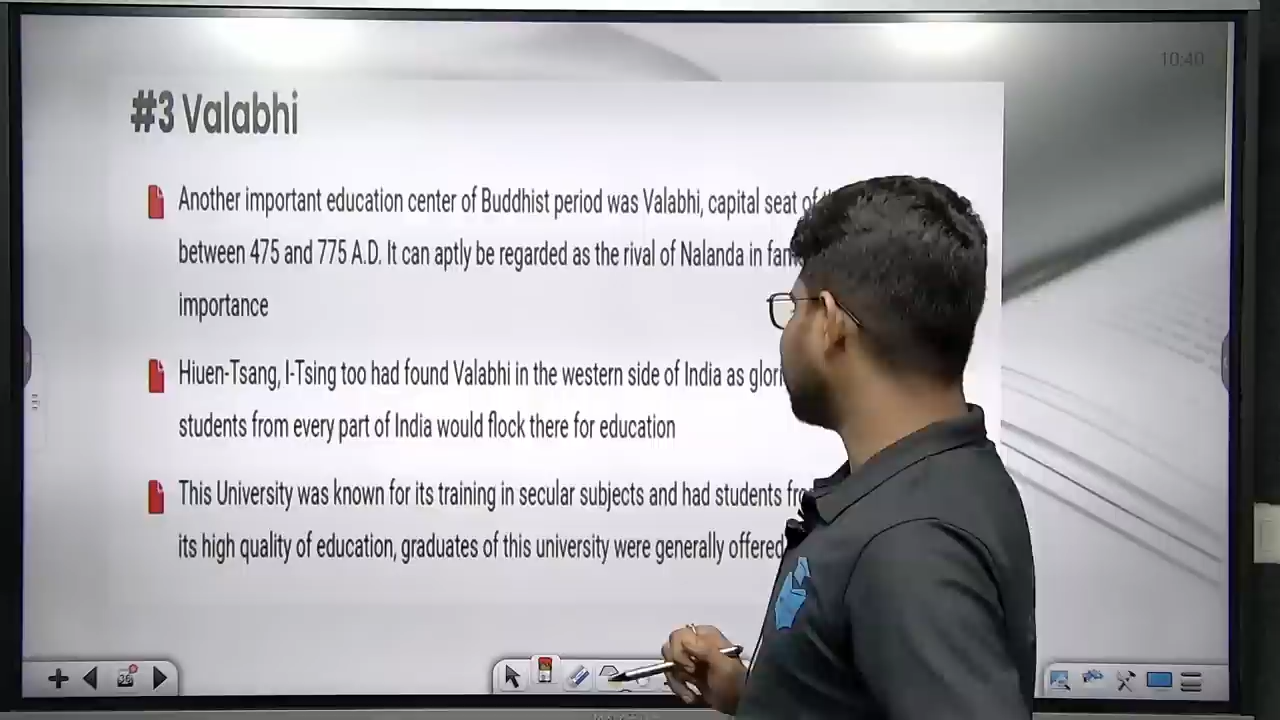 10:40
#3 Valabhi
Another important education center of Buddhist period was Valabhi, capital seat of
between 475 and 775 A.D. It can aptly be regarded as the rival of Nalanda in
importance
Hiuen-Tsang, I-Tsing too had found Valabhi in the western side of India as
students from every part of India would flock there for education
This University was known for its training in secular subjects and had students
its high quality of education, graduates of this university were generally offered